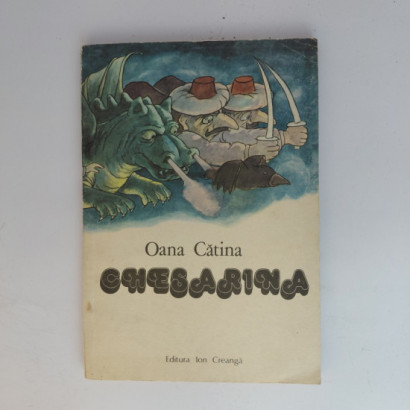 Oana Cătina
CHESARINA
Editura Ion Creangă